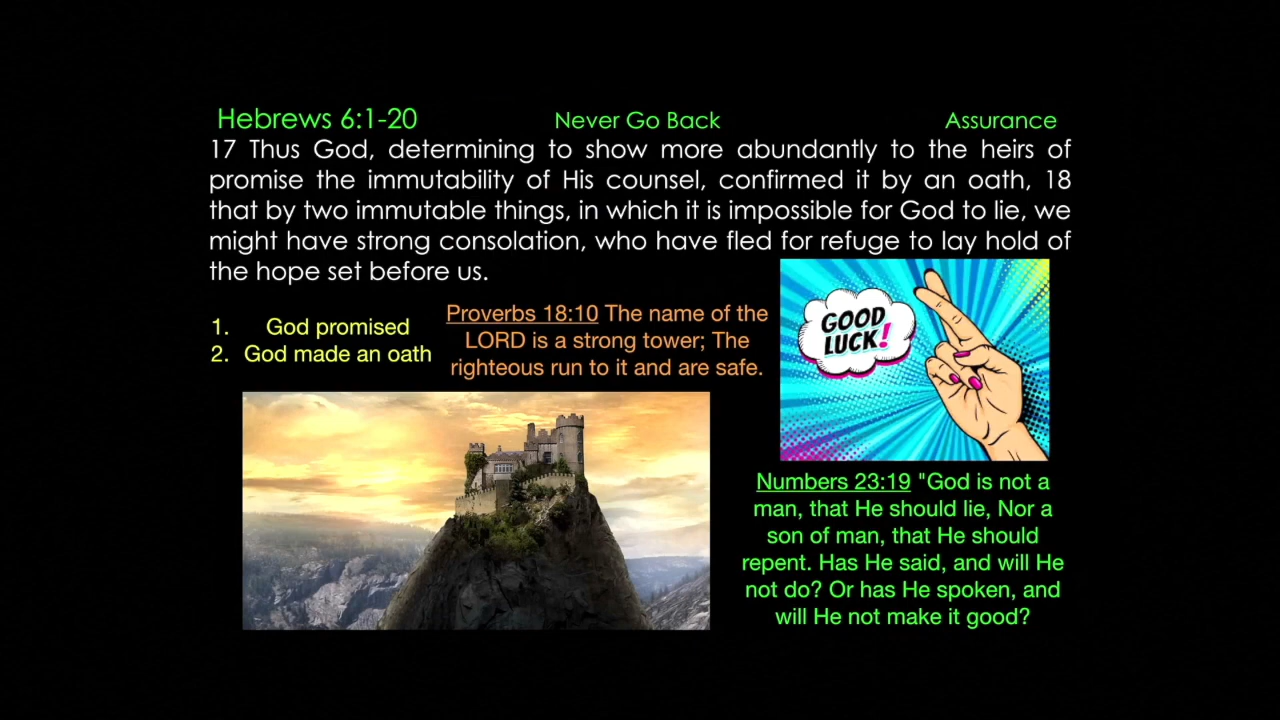 Hebrews 6:1-20 Never Go Back Assurance
17 Thus God, determining to show more abundantly to the heirs of
promise the immutability of His counsel, confirmed it by an oath, 18
that by two immutable things, in which it is impossible for God to lie, we
might have strong consolation, who have fled for refuge to lay hold of
the hope set before us.
1. God promised
2. God made an oath
Proverbs 18:10 The name of the
LORD is a strong tower; The
righteous run to it and are safe.
GOOD
LUCK!
Numbers 23:19 "God is not a
man, that He should lie, Nor a
son of man, that He should
repent. Has He said, and will He
not do? Or has He spoken, and
will He not make it good?